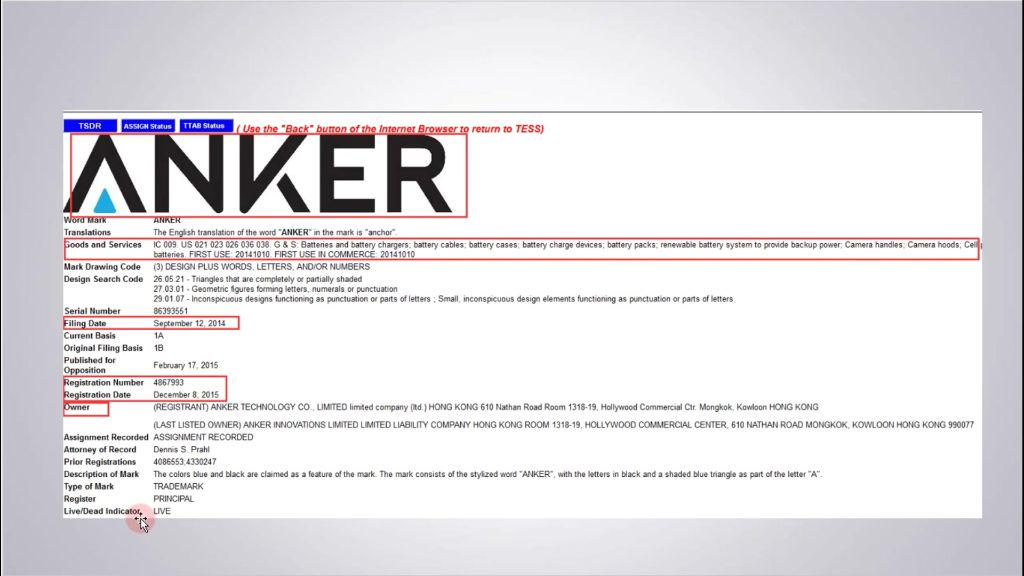 TSDR ASSIGN Status TTAB Status ( Use the "Back" button of the Internet Browser to return to TESS)
ANKER
Word Mark ANKER
Translations The English translation of the word "ANKER" in the mark is "anchor".
Goods and Services IC 009. US 021 023 026 036 038. G & S: Batteries and battery chargers; battery cables; battery cases; battery charge devices; battery packs; renewable battery system to provide backup power; Camera handles; Camera hoods; Cell
batteries. FIRST USE: 20141010. FIRST USE IN COMMERCE: 20141010
Mark Drawing Code (3) DESIGN PLUS WORDS, LETTERS, AND/OR NUMBERS
Design Search Code 26.05.21 - Triangles that are completely or partially shaded
27.03.01 - Geometric figures forming letters, numerals or punctuation
29.01.07 - Inconspicuous designs functioning as punctuation or parts of letters ; Small, inconspicuous design elements functioning as punctuation or parts of letters
Serial Number 86393551
Filing Date September 12, 2014
Current Basis 1A
Original Filing Basis 1B
Published for
Opposition February 17, 2015
Registration Number 4867993
Registration Date December 8, 2015
Owner (REGISTRANT) ANKER TECHNOLOGY CO., LIMITED limited company (ltd.) HONG KONG 610 Nathan Road Room 1318-19, Hollywood Commercial Ctr. Mongkok, Kowloon HONG KONG
(LAST LISTED OWNER) ANKER INNOVATIONS LIMITED LIMITED LIABILITY COMPANY HONG KONG ROOM 1318-19, HOLLYWOOD COMMERCIAL CENTER, 610 NATHAN ROAD MONGKOK, KOWLOON HONG KONG 990077
Assignment Recorded ASSIGNMENT RECORDED
Attorney of Record Dennis S. Prahl
Prior Registrations 4086553;4330247
Description of Mark The colors blue and black are claimed as a feature of the mark. The mark consists of the stylized word "ANKER", with the letters in black and a shaded blue triangle as part of the letter "A".
Type of Mark TRADEMARK
Register PRINCIPAL
Live/Dead Indicator LIVE